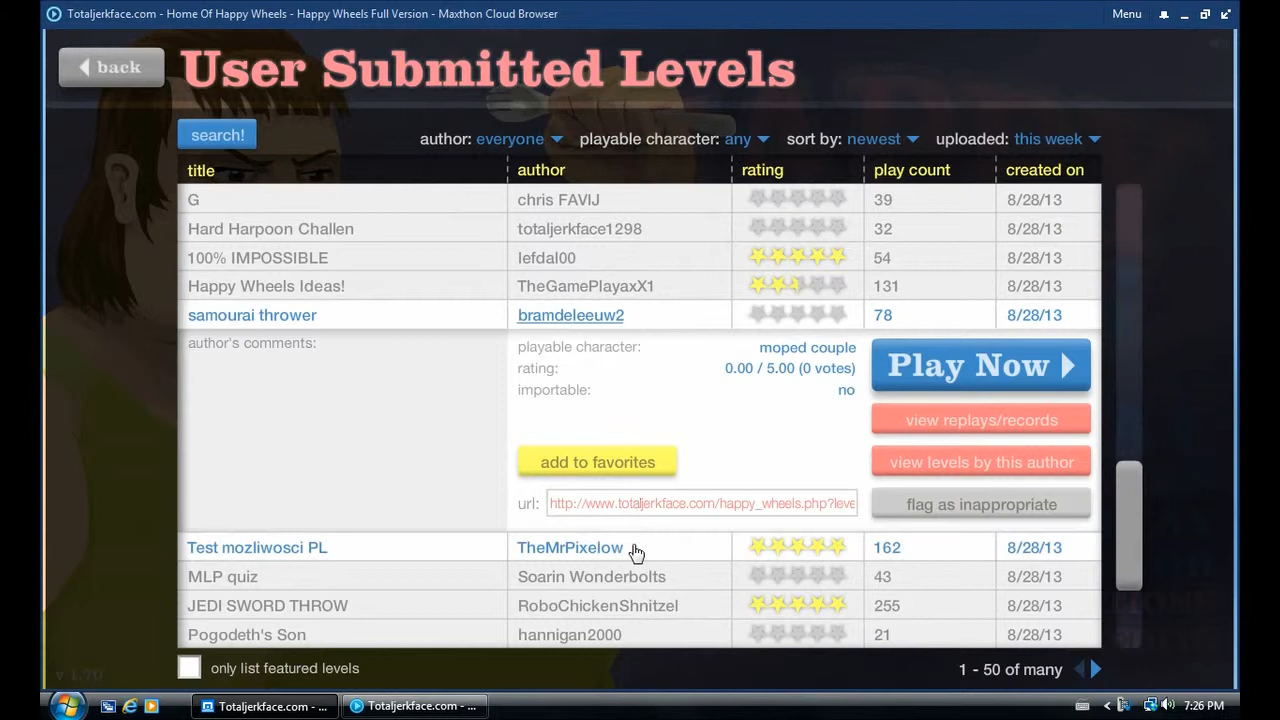 Totaljerkface.com - Home Of Happy Wheels - Happy Wheels Full Version - Maxthon Cloud Browser
Menu
back
User Submitted Levels
search!
author: everyone
playable character: any
sort by: newest
uploaded: this week
title author rating play count created on
G chris FAVIJ 39 8/28/13
Hard Harpoon Challen totaljerkface1298 32 8/28/13
100% IMPOSSIBLE lefdal00 54 8/28/13
Happy Wheels Ideas! TheGamePlayaxX1 131 8/28/13
samourai thrower bramdeleeuw2 78 8/28/13
author's comments:
playable character: moped couple
rating: 0.00 / 5.00 (0 votes)
importable: no
Play Now
view replays/records
add to favorites
view levels by this author
url: http://www.totaljerkface.com/happy_wheels.php?leve
flag as inappropriate
Test mozliwosci PL TheMrPixelow 162 8/28/13
MLP quiz Soarin Wonderbolts 43 8/28/13
JEDI SWORD THROW RoboChickenShnitzel 255 8/28/13
Pogodeth's Son hannigan2000 21 8/28/13
only list featured levels
1 - 50 of many
v 1.70
Totaljerkface.com - ...
Totaljerkface.com - ...
7:26 PM